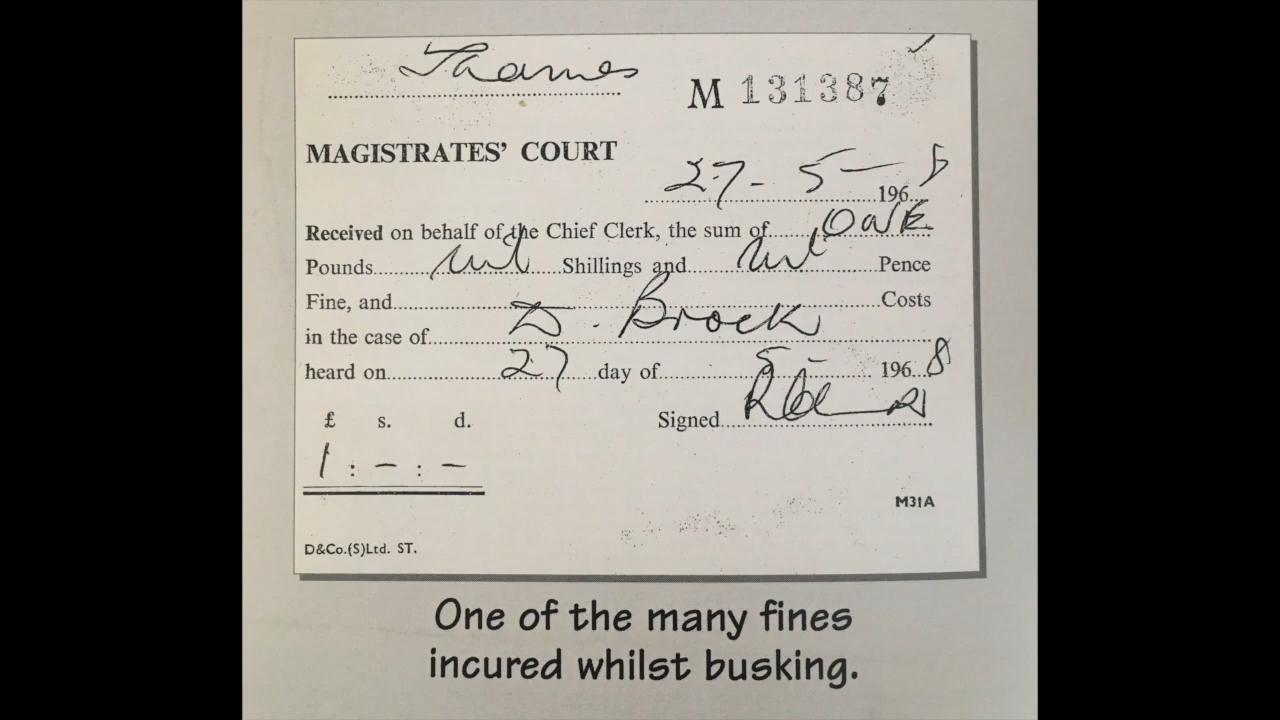 Thames
M 131387
MAGISTRATES' COURT
27-5-196 8
Received on behalf of the Chief Clerk, the sum of ONE
Pounds nil Shillings and nil Pence
Fine, and Costs
in the case of D. Brock
heard on 27 day of 5- 196 8
£ s. d.
Signed
1 : - : -
M31A
D&Co.(S)Ltd. ST.
One of the many fines
incured whilst busking.